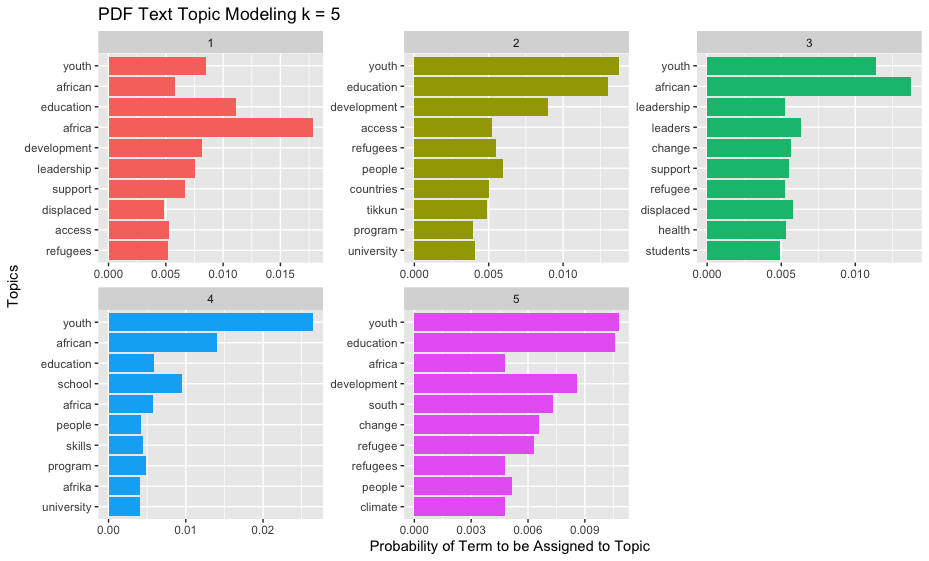 PDF Text Topic Modeling k = 5
1
youth
african
education
africa
development
leadership
support
displaced
access
refugees
0.000 0.005 0.010 0.015
2
youth
education
development
access
refugees
people
countries
tikkun
program
university
0.000 0.005 0.010
3
youth
african
leadership
leaders
change
support
refugee
displaced
health
students
0.000 0.005 0.010
Topics
4
youth
african
education
school
africa
people
skills
program
afrika
university
0.00 0.01 0.02
5
youth
education
africa
development
south
change
refugee
refugees
people
climate
0.000 0.003 0.006 0.009
Probability of Term to be Assigned to Topic